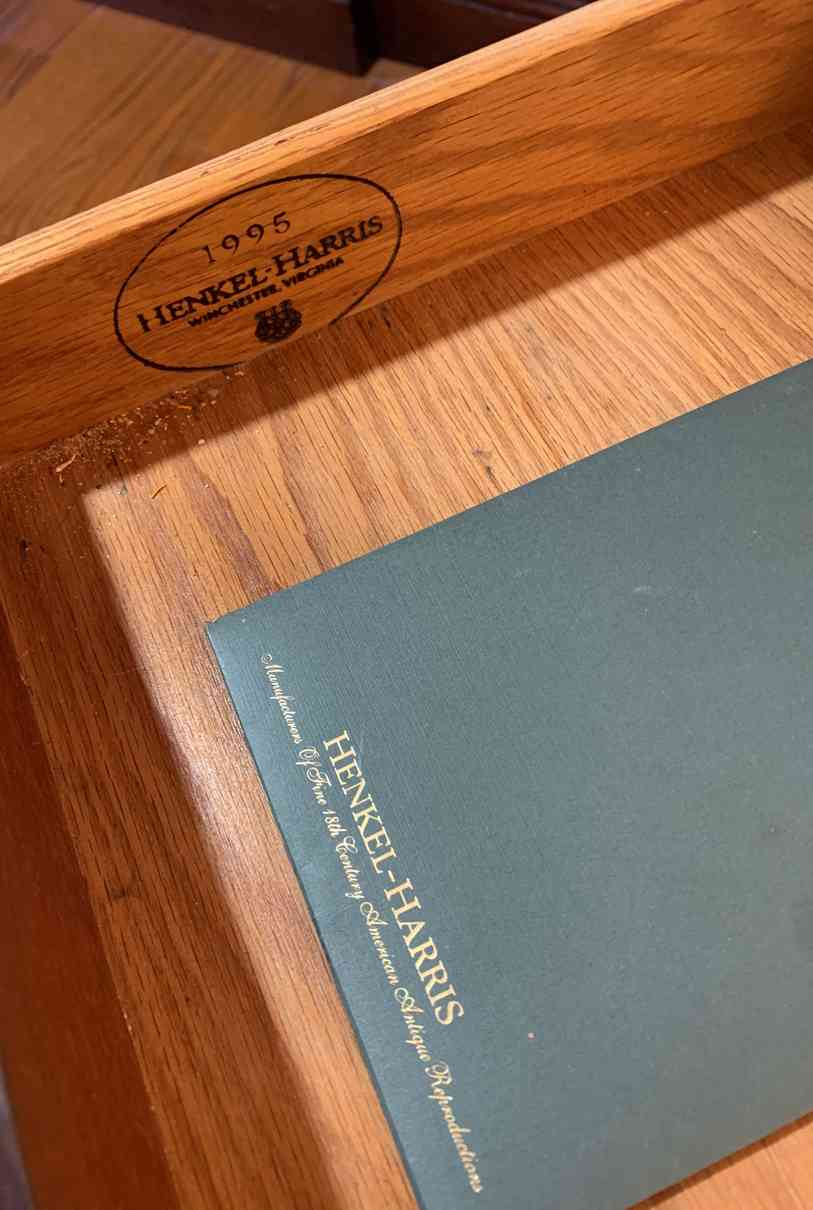 1995
HENKEL-HARRIS
WINCHESTER, VIRGINIA
HENKEL-HARRIS
Manufacturers Of Fine 18th Century American Antique Reproductions